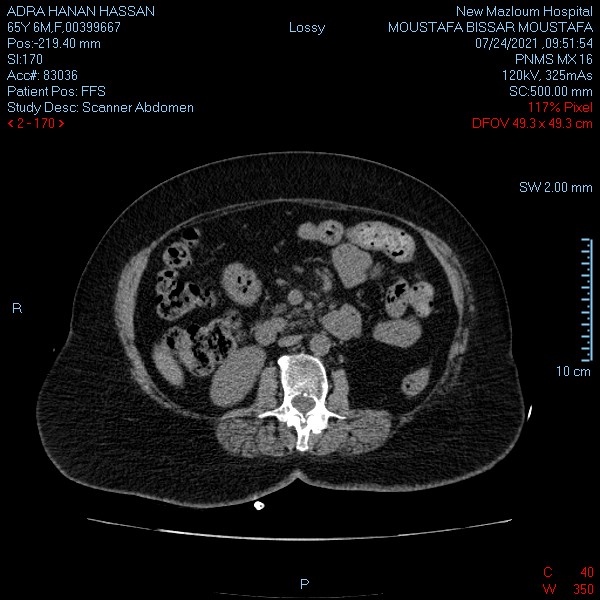 ADRA HANAN HASSAN
65Y 6M,F,00399667
Pos:-219.40 mm
SI:170
Acc#: 83036
Patient Pos: FFS
Study Desc: Scanner Abdomen
< 2 - 170 >
Lossy
New Mazloum Hospital
MOUSTAFA BISSAR MOUSTAFA
07/24/2021 ,09:51:54
PNMS MX 16
120kV, 325mAs
SC:500.00 mm
117% Pixel
DFOV 49.3 x 49.3 cm
SW 2.00 mm
R
10 cm
P
C 40
W 350